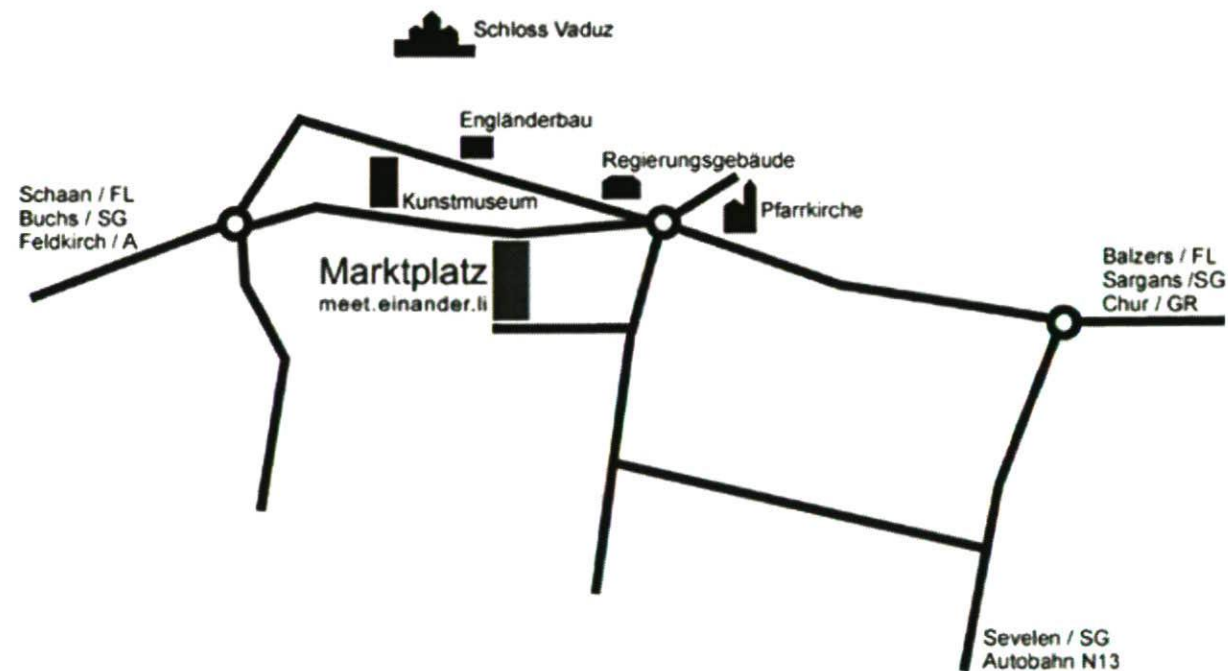 Schloss Vaduz
Engländerbau
Regierungsgebäude
Schaan / FL
Buchs / SG
Feldkirch / A
Kunstmuseum
Pfarrkirche
Marktplatz
meet.einander.li
Balzers / FL
Sargans /SG
Chur / GR
Sevelen / SG
Autobahn N13